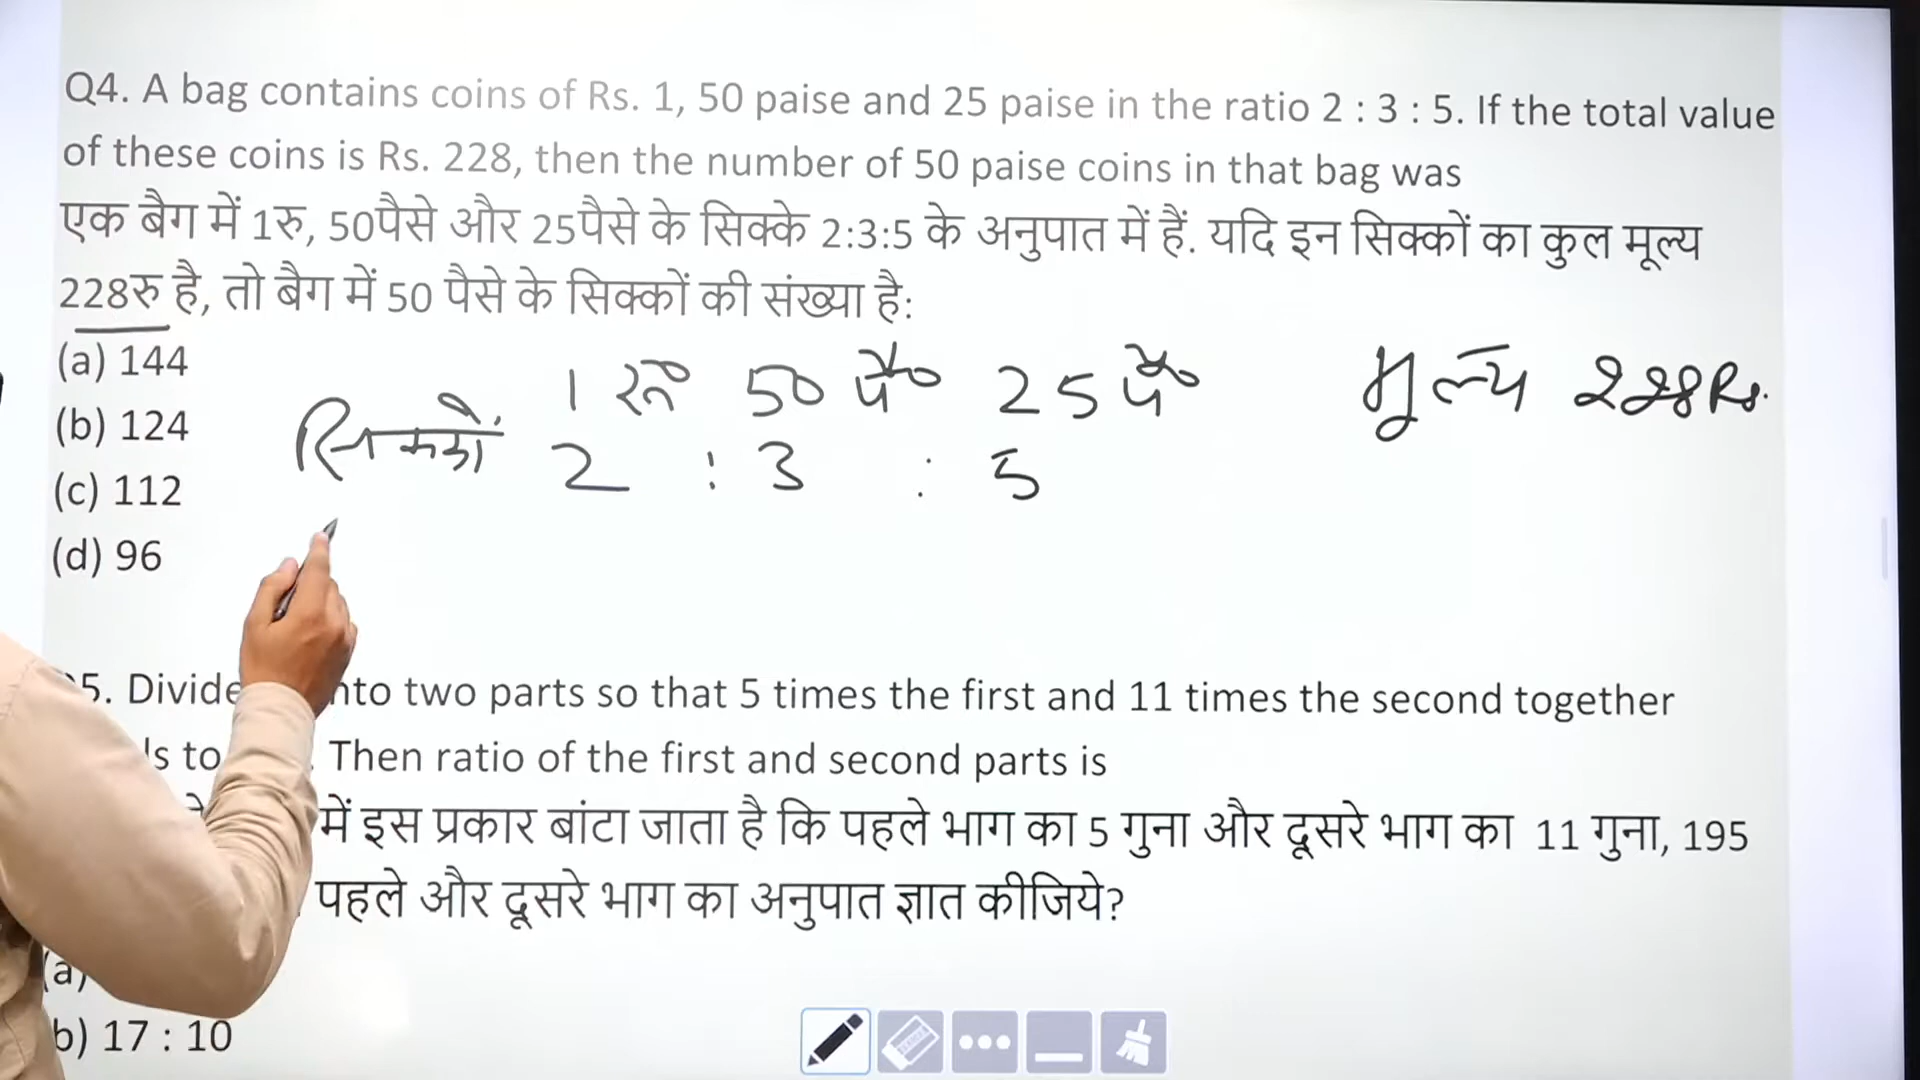 Q4. A bag contains coins of Rs. 1, 50 paise and 25 paise in the ratio 2 : 3 : 5. If the total value
of these coins is Rs. 228, then the number of 50 paise coins in that bag was
एक बैग में 1रु, 50पैसे और 25पैसे के सिक्के 2:3:5 के अनुपात में हैं. यदि इन सिक्कों का कुल मूल्य
228रु है, तो बैग में 50 पैसे के सिक्कों की संख्या है:
(a) 144
(b) 124
(c) 112
(d) 96
1 रु० 50 पै० 25 पै० मूल्य 228Rs.
सिक्कों 2 : 3 : 5
5. Divide nto two parts so that 5 times the first and 11 times the second together
ls to Then ratio of the first and second parts is
में इस प्रकार बांटा जाता है कि पहले भाग का 5 गुना और दूसरे भाग का 11 गुना, 195
पहले और दूसरे भाग का अनुपात ज्ञात कीजिये?
(a)
b) 17 : 10